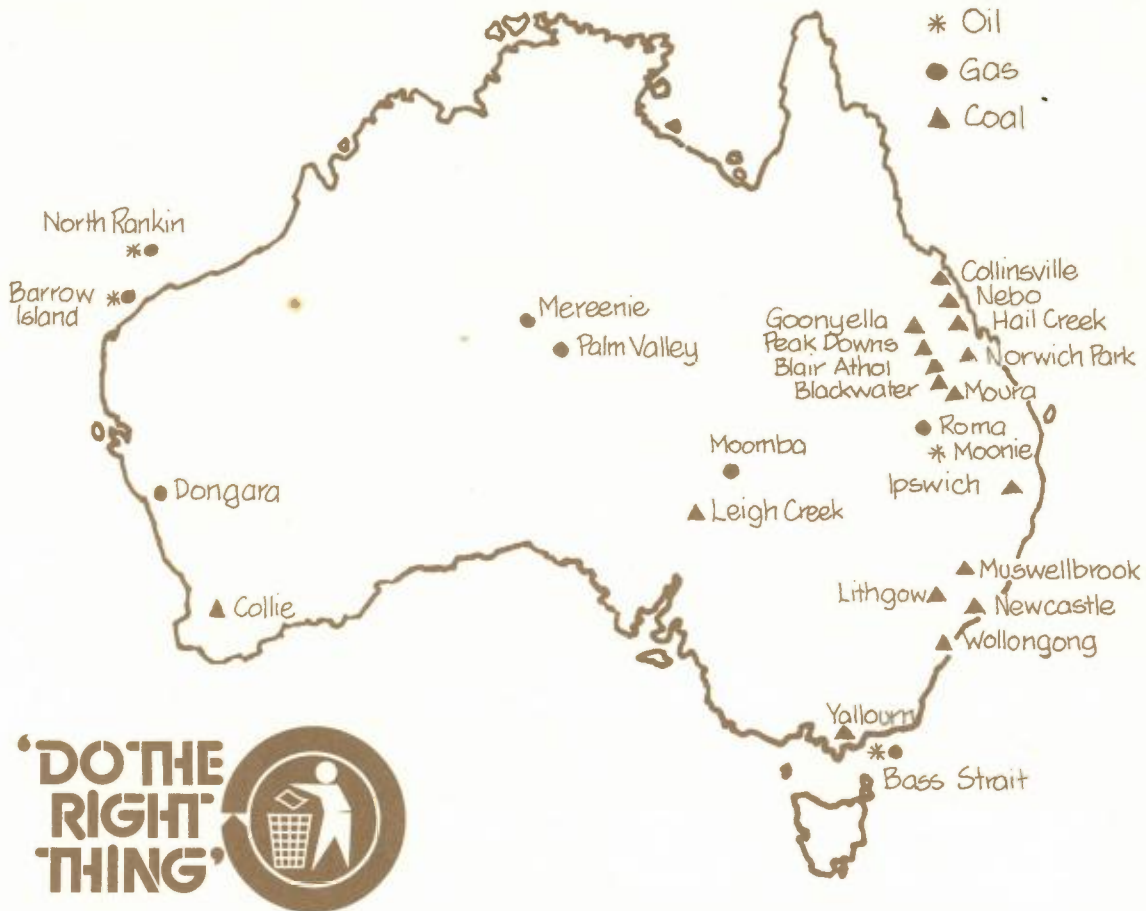 * Oil
● Gas
▲ Coal
North Rankin
Barrow
Island
Mereenie
Palm Valley
Collinsville
Nebo
Goonyella
Hail Creek
Peak Downs
Norwich Park
Blair Athol
Blackwater
Moura
Roma
Moonie
Moomba
Ipswich
Dongara
Leigh Creek
Muswellbrook
Lithgow
Newcastle
Collie
Wollongong
Yallourn
Bass Strait
'DO THE
RIGHT
THING'